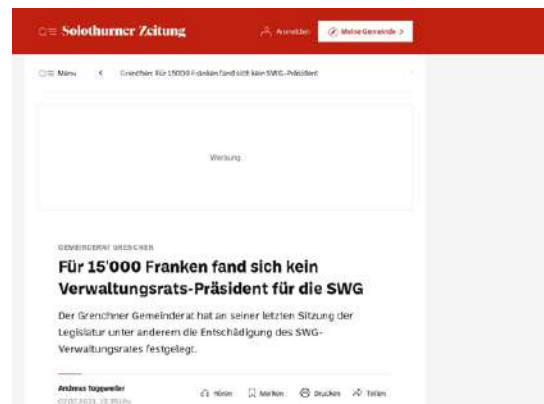 Solothurner Zeitung
Anmelden
Meine Gemeinde >
Menu
Grenchen: Für 15000 Franken fand sich kein SWG-Präsident
Werbung
GEMEINDERAT GRENCHEN
Für 15'000 Franken fand sich kein
Verwaltungsrats-Präsident für die SWG
Der Grenchner Gemeinderat hat an seiner letzten Sitzung der
Legislatur unter anderem die Entschädigung des SWG-
Verwaltungsrates festgelegt.
Andreas Toggweiler
Hören
Merken
Drucken
Teilen